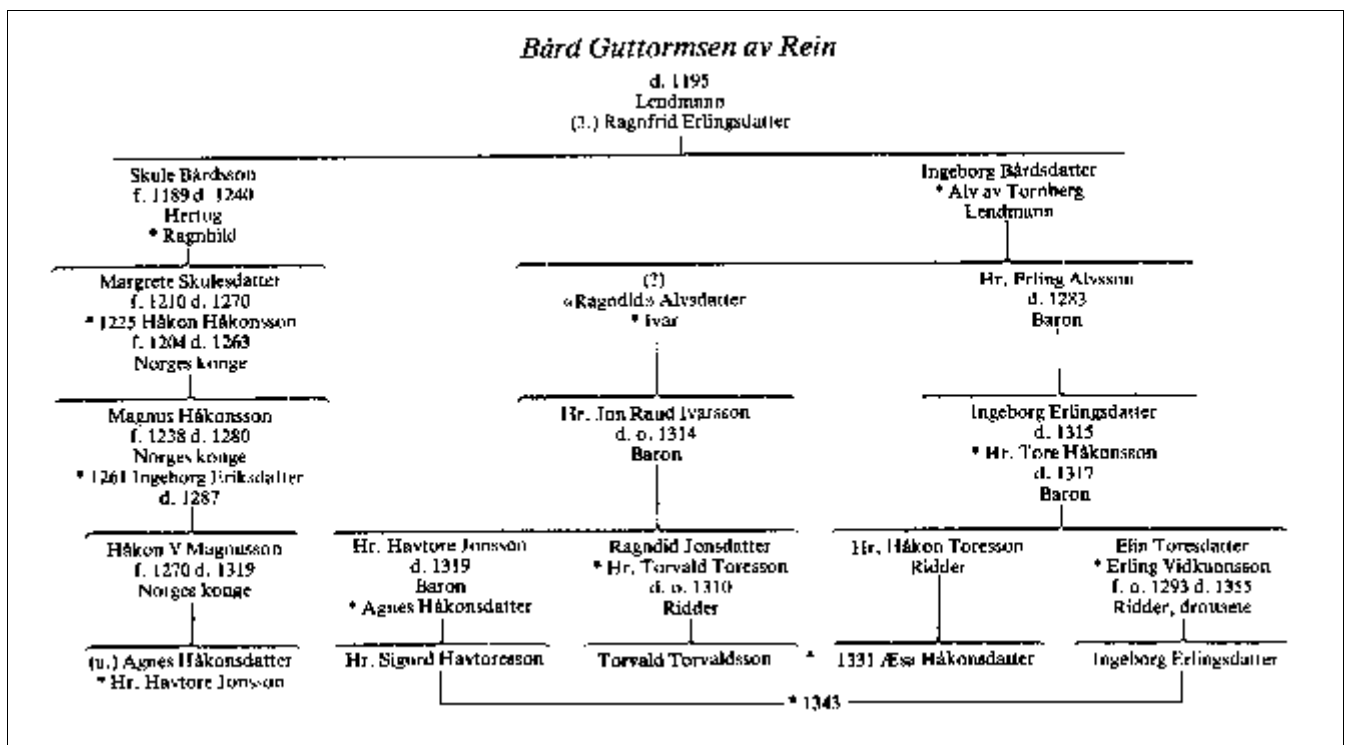 Bård Guttormsen av Rein
d. 1195
Lendmann
(2.) Ragnfrid Erlingsdatter
Skule Bårdsson
f. 1189 d. 1240
Hertug
* Ragnhild
Ingeborg Bårdsdatter
* Alv av Tornberg
Lendmann
Margrete Skulesdatter
f. 1210 d. 1270
* 1225 Håkon Håkonsson
f. 1204 d. 1263
Norges konge
(?)
«Ragndid» Alvsdatter
* Ivar
Hr. Erling Alvsson
d. 1283
Baron
Magnus Håkonsson
f. 1238 d. 1280
Norges konge
* 1261 Ingeborg Eriksdatter
d. 1287
Hr. Jon Raud Ivarsson
d. o. 1314
Baron
Ingeborg Erlingsdatter
d. 1315
* Hr. Tore Håkonsson
d. 1317
Baron
Håkon V Magnusson
f. 1270 d. 1319
Norges konge
Hr. Havtore Jonsson
d. 1319
Baron
* Agnes Håkonsdatter
Ragndid Jonsdatter
* Hr. Torvald Toresson
d. o. 1310
Ridder
Hr. Håkon Toresson
Ridder
Elin Toresdatter
* Erling Vidkunnsson
f. o. 1293 d. 1355
Ridder, drottsete
(u.) Agnes Håkonsdatter
* Hr. Havtore Jonsson
Hr. Sigurd Havtoresson
Torvald Torvaldsson * 1331 Æsa Håkonsdatter
Ingeborg Erlingsdatter
* 1343